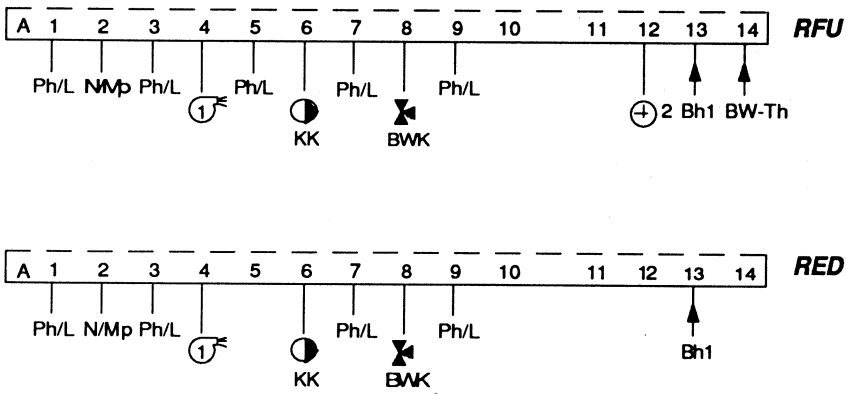 A 1 2 3 4 5 6 7 8 9 10 11 12 13 14 RFU
Ph/L N/Mp Ph/L 1 Ph/L Ph/L Ph/L 2 Bh1 BW-Th
KK BWK
A 1 2 3 4 5 6 7 8 9 10 11 12 13 14 RED
Ph/L N/Mp Ph/L 1 Ph/L Ph/L Bh1
KK BWK